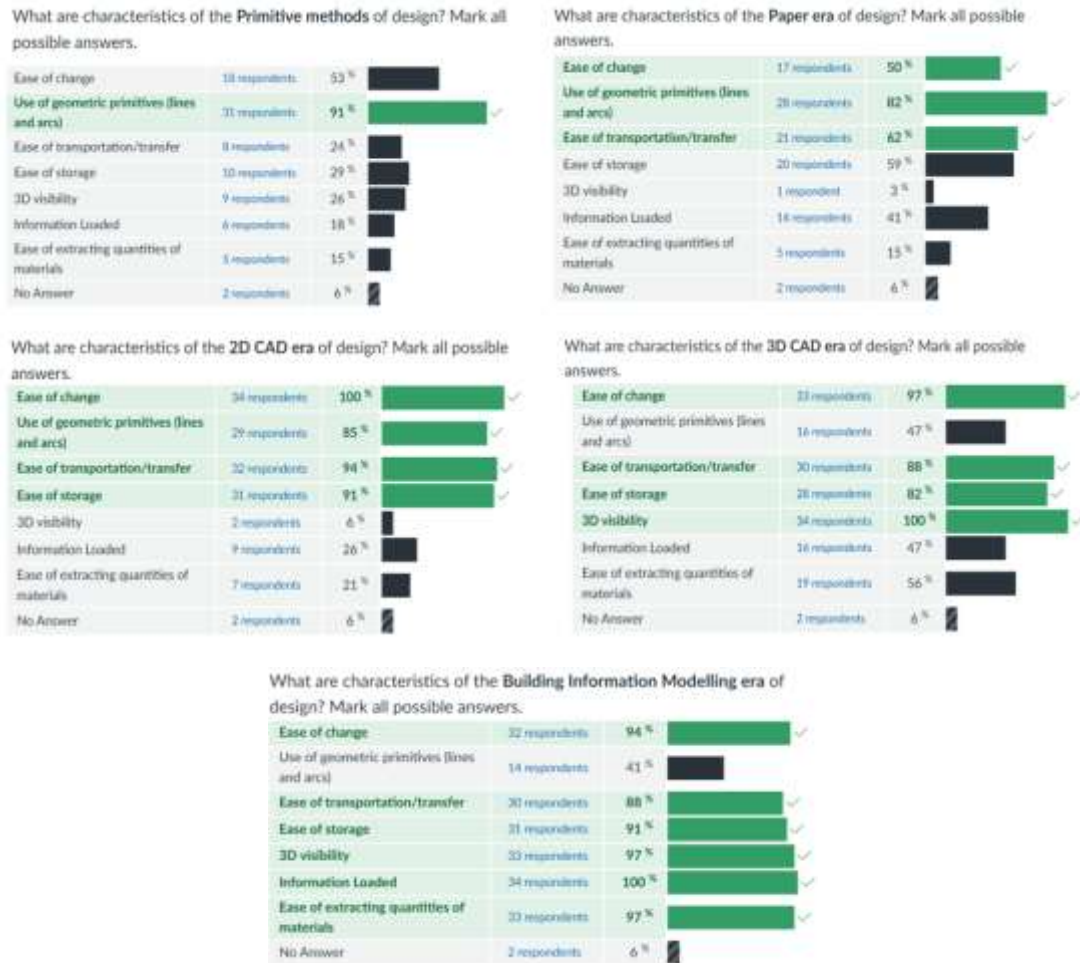 What are characteristics of the Primitive methods of design? Mark all
possible answers.
Ease of change 18 respondents 53 %
Use of geometric primitives (lines
and arcs) 31 respondents 91 %
Ease of transportation/transfer 8 respondents 24 %
Ease of storage 10 respondents 29 %
3D visibility 9 respondents 26 %
Information Loaded 6 respondents 18 %
Ease of extracting quantities of
materials 5 respondents 15 %
No Answer 2 respondents 6 %
What are characteristics of the Paper era of design? Mark all possible
answers.
Ease of change 17 respondents 50 %
Use of geometric primitives (lines
and arcs) 28 respondents 82 %
Ease of transportation/transfer 21 respondents 62 %
Ease of storage 20 respondents 59 %
3D visibility 1 respondent 3 %
Information Loaded 14 respondents 41 %
Ease of extracting quantities of
materials 5 respondents 15 %
No Answer 2 respondents 6 %
What are characteristics of the 2D CAD era of design? Mark all possible
answers.
Ease of change 34 respondents 100 %
Use of geometric primitives (lines
and arcs) 29 respondents 85 %
Ease of transportation/transfer 32 respondents 94 %
Ease of storage 31 respondents 91 %
3D visibility 2 respondents 6 %
Information Loaded 9 respondents 26 %
Ease of extracting quantities of
materials 7 respondents 21 %
No Answer 2 respondents 6 %
What are characteristics of the 3D CAD era of design? Mark all possible
answers.
Ease of change 33 respondents 97 %
Use of geometric primitives (lines
and arcs) 16 respondents 47 %
Ease of transportation/transfer 30 respondents 88 %
Ease of storage 28 respondents 82 %
3D visibility 34 respondents 100 %
Information Loaded 16 respondents 47 %
Ease of extracting quantities of
materials 19 respondents 56 %
No Answer 2 respondents 6 %
What are characteristics of the Building Information Modelling era of
design? Mark all possible answers.
Ease of change 32 respondents 94 %
Use of geometric primitives (lines
and arcs) 14 respondents 41 %
Ease of transportation/transfer 30 respondents 88 %
Ease of storage 31 respondents 91 %
3D visibility 33 respondents 97 %
Information Loaded 34 respondents 100 %
Ease of extracting quantities of
materials 33 respondents 97 %
No Answer 2 respondents 6 %